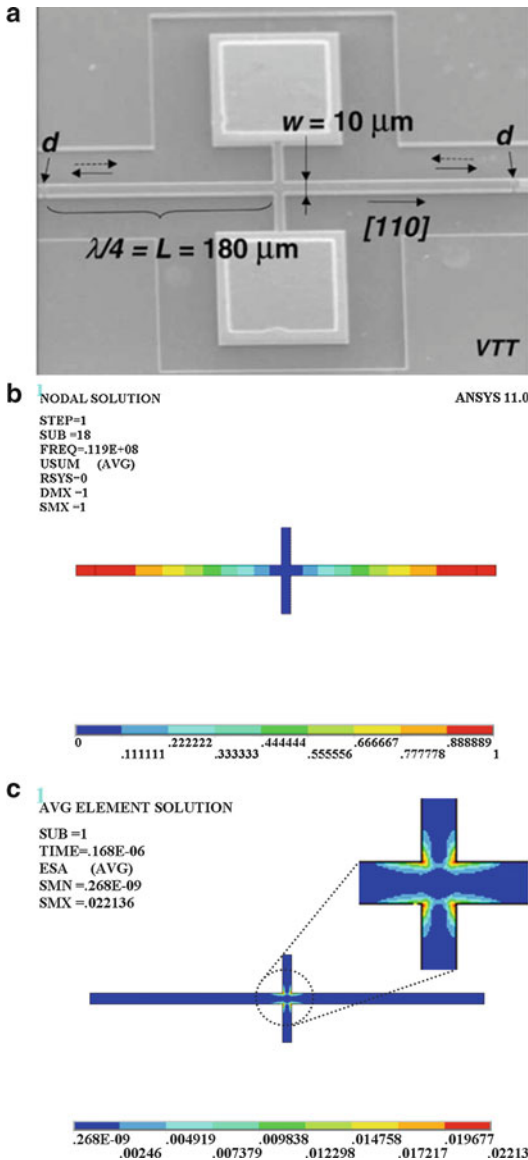 a
w = 10 µm
d
d
[110]
λ/4 = L = 180 µm
VTT
b
1
NODAL SOLUTION
ANSYS 11.0
STEP=1
SUB =18
FREQ=.119E+08
USUM (AVG)
RSYS=0
DMX =1
SMX =1
0
.222222
.444444
.666667
.888889
.111111
.333333
.555556
.777778
1
c
1
AVG ELEMENT SOLUTION
SUB =1
TIME=.168E-06
ESA (AVG)
SMN =.268E-09
SMX =.022136
.268E-09
.004919
.009838
.014758
.019677
.00246
.007379
.012298
.017217
.02213